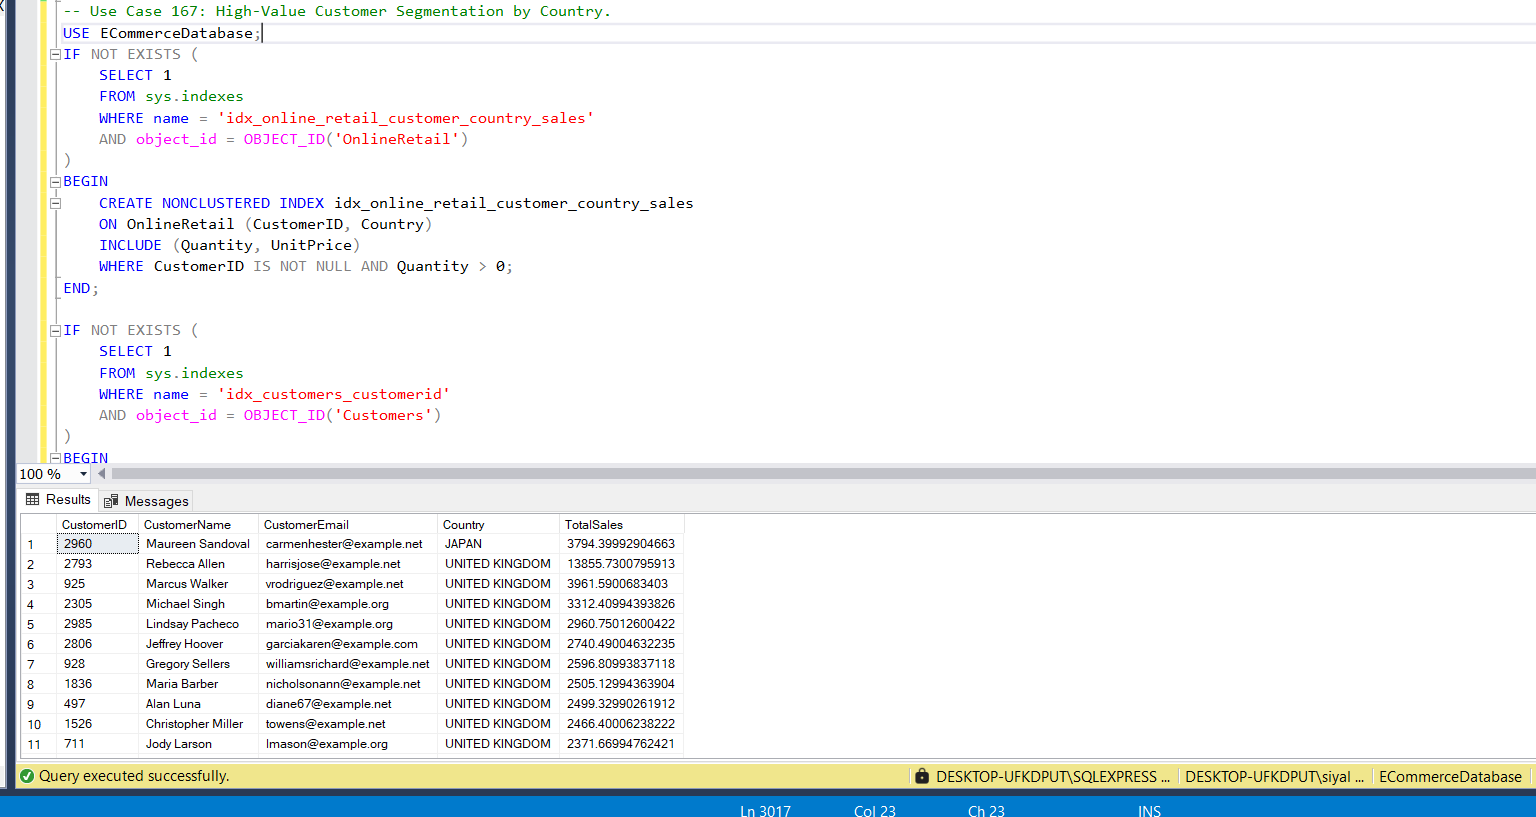 -- Use Case 167: High-Value Customer Segmentation by Country.
USE ECommerceDatabase;
IF NOT EXISTS (
SELECT 1
FROM sys.indexes
WHERE name = 'idx_online_retail_customer_country_sales'
AND object_id = OBJECT_ID('OnlineRetail')
)
BEGIN
CREATE NONCLUSTERED INDEX idx_online_retail_customer_country_sales
ON OnlineRetail (CustomerID, Country)
INCLUDE (Quantity, UnitPrice)
WHERE CustomerID IS NOT NULL AND Quantity > 0;
END;
IF NOT EXISTS (
SELECT 1
FROM sys.indexes
WHERE name = 'idx_customers_customerid'
AND object_id = OBJECT_ID('Customers')
)
BEGIN
100 %
Results Messages
CustomerID CustomerName CustomerEmail Country TotalSales
1 2960 Maureen Sandoval carmenhester@example.net JAPAN 3794.39992904663
2 2793 Rebecca Allen harrisjose@example.net UNITED KINGDOM 13855.7300795913
3 925 Marcus Walker vrodriguez@example.net UNITED KINGDOM 3961.5900683403
4 2305 Michael Singh bmartin@example.org UNITED KINGDOM 3312.40994393826
5 2985 Lindsay Pacheco mario31@example.org UNITED KINGDOM 2960.75012600422
6 2806 Jeffrey Hoover garciakaren@example.com UNITED KINGDOM 2740.49004632235
7 928 Gregory Sellers williamsrichard@example.net UNITED KINGDOM 2596.80993837118
8 1836 Maria Barber nicholsonann@example.net UNITED KINGDOM 2505.12994363904
9 497 Alan Luna diane67@example.net UNITED KINGDOM 2499.32990261912
10 1526 Christopher Miller towens@example.net UNITED KINGDOM 2466.40006238222
11 711 Jody Larson lmason@example.org UNITED KINGDOM 2371.66994762421
Query executed successfully. DESKTOP-UFKDPUT\SQLEXPRESS ... DESKTOP-UFKDPUT\siyal ... ECommerceDatabase
Ln 3017 Col 23 Ch 23 INS